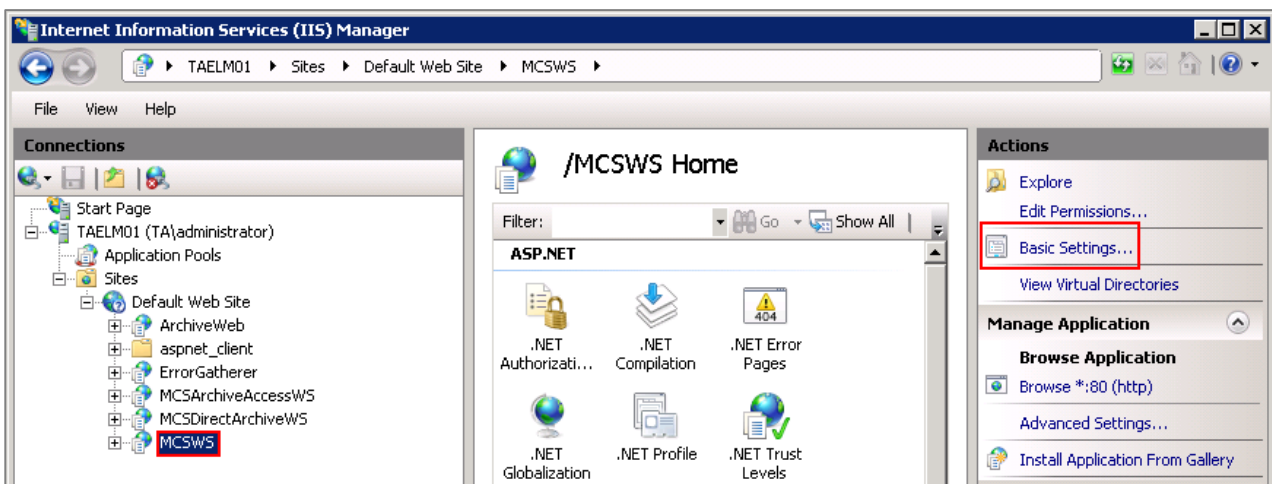 Internet Information Services (IIS) Manager
TAELM01 Sites Default Web Site MCSWS
File View Help
Connections
Start Page
TAELM01 (TA\administrator)
Application Pools
Sites
Default Web Site
ArchiveWeb
aspnet_client
ErrorGatherer
MCSArchiveAccessWS
MCSDirectArchiveWS
MCSWS
/MCSWS Home
Filter: Go Show All
ASP.NET
.NET Authorizati...
.NET Compilation
404
.NET Error Pages
.NET Globalization
.NET Profile
.NET Trust Levels
Actions
Explore
Edit Permissions...
Basic Settings...
View Virtual Directories
Manage Application
Browse Application
Browse *:80 (http)
Advanced Settings...
Install Application From Gallery